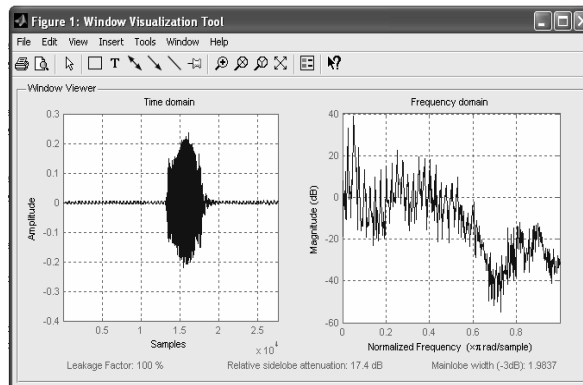 Figure 1: Window Visualization Tool
File Edit View Insert Tools Window Help
Window Viewer
Time domain
Frequency domain
0.3
0.2
0.1
0
-0.1
-0.2
-0.3
-0.4
Amplitude
0.5 1 1.5 2 2.5
Samples
x 10^4
40
20
0
-20
-40
-60
Magnitude (dB)
0 0.2 0.4 0.6 0.8
Normalized Frequency (×π rad/sample)
Leakage Factor: 100 %
Relative sidelobe attenuation: 17.4 dB
Mainlobe width (-3dB): 1.9837